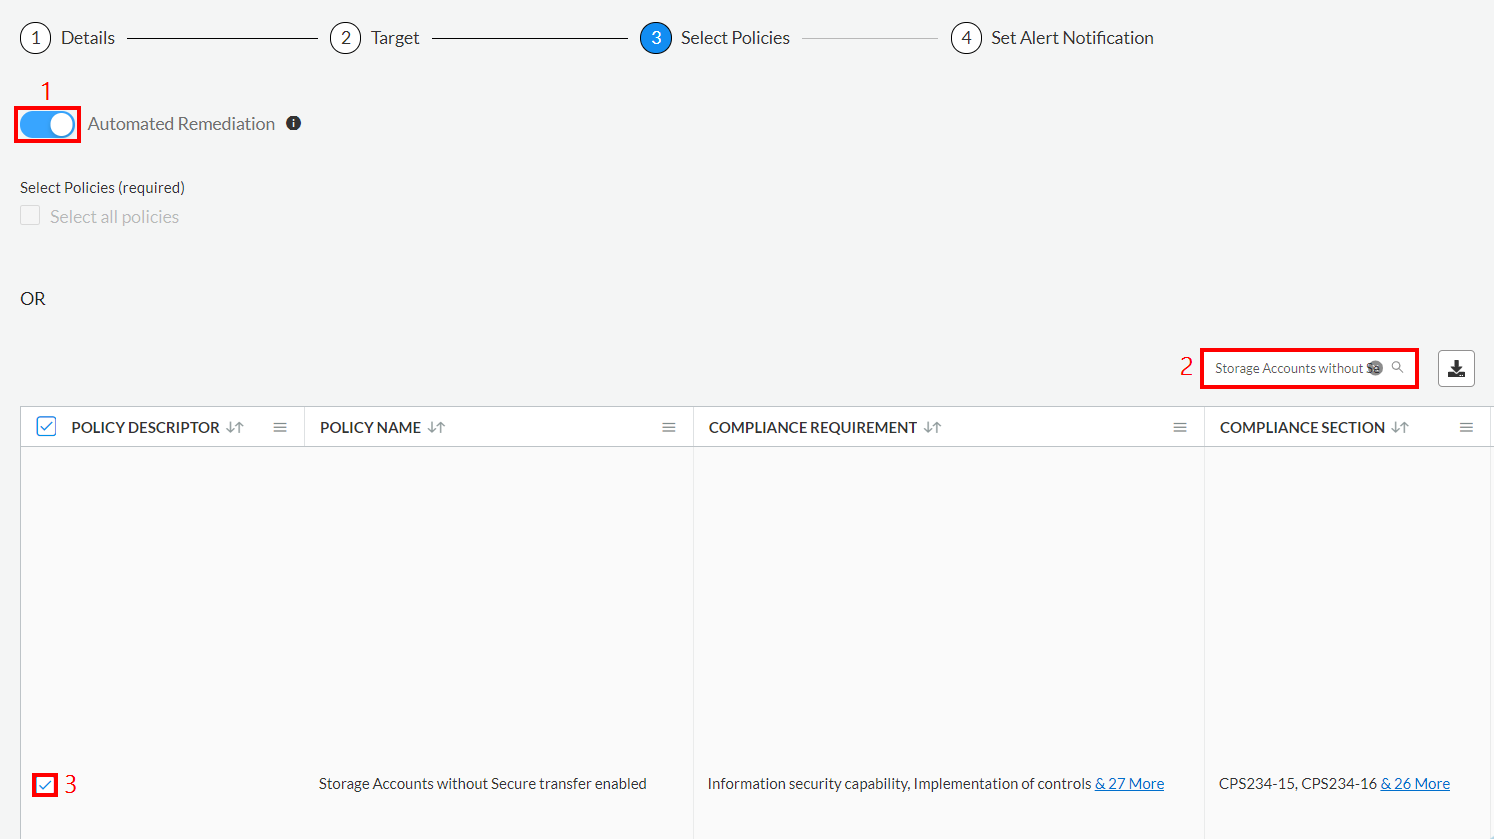 1 Details 2 Target 3 Select Policies 4 Set Alert Notification
1
Automated Remediation
Select Policies (required)
Select all policies
OR
2 Storage Accounts without
POLICY DESCRIPTOR POLICY NAME COMPLIANCE REQUIREMENT COMPLIANCE SECTION
3 Storage Accounts without Secure transfer enabled Information security capability, Implementation of controls & 27 More CPS234-15, CPS234-16 & 26 More